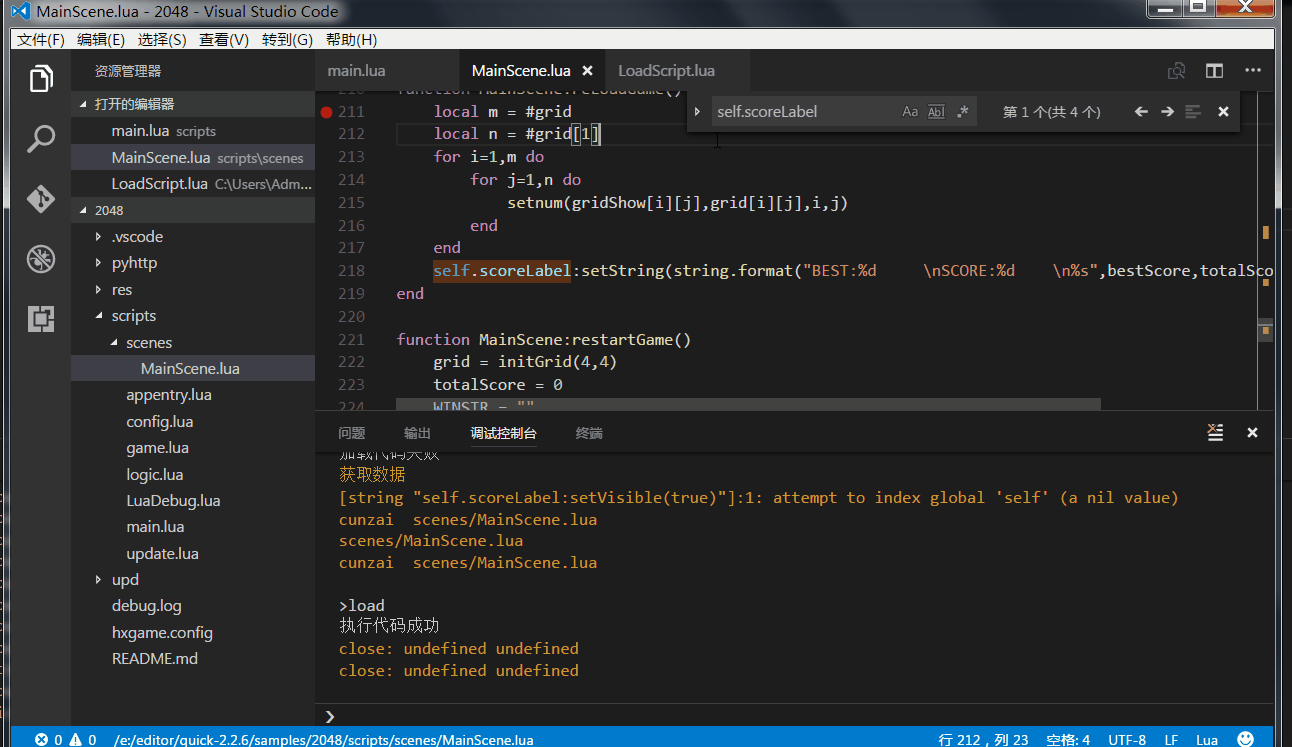 MainScene.lua - 2048 - Visual Studio Code
文件(F) 编辑(E) 选择(S) 查看(V) 转到(G) 帮助(H)
资源管理器
打开的编辑器
main.lua scripts
MainScene.lua scripts\scenes
LoadScript.lua C:\Users\Adm...
2048
.vscode
pyhttp
res
scripts
scenes
MainScene.lua
appentry.lua
config.lua
game.lua
logic.lua
LuaDebug.lua
main.lua
update.lua
upd
debug.log
hxgame.config
README.md
main.lua MainScene.lua LoadScript.lua
self.scoreLabel Aa Abl .* 第 1 个(共 4 个)
210 function MainScene:reLoadGame()
211 local m = #grid
212 local n = #grid[1]
213 for i=1,m do
214 for j=1,n do
215 setnum(gridShow[i][j],grid[i][j],i,j)
216 end
217 end
218 self.scoreLabel:setString(string.format("BEST:%d     \nSCORE:%d    \n%s",bestScore,totalSco
219 end
220
221 function MainScene:restartGame()
222 grid = initGrid(4,4)
223 totalScore = 0
224 WINSTR = ""
问题 输出 调试控制台 终端
加载代码失败
获取数据
[string "self.scoreLabel:setVisible(true)"]:1: attempt to index global 'self' (a nil value)
cunzai  scenes/MainScene.lua
scenes/MainScene.lua
cunzai  scenes/MainScene.lua
>load
执行代码成功
close: undefined undefined
close: undefined undefined
0 0 /e:/editor/quick-2.2.6/samples/2048/scripts/scenes/MainScene.lua 行 212，列 23 空格: 4 UTF-8 LF Lua